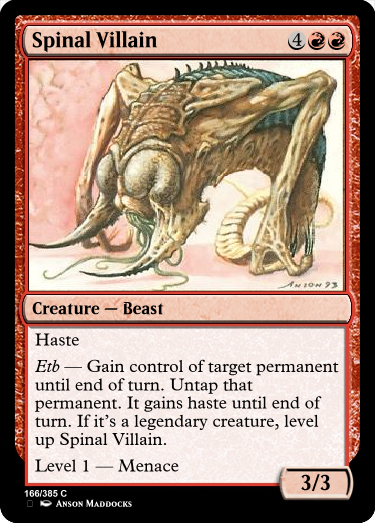 Spinal Villain
4
ANSON 93
Creature — Beast
Haste
Etb — Gain control of target permanent
until end of turn. Untap that
permanent. It gains haste until end of
turn. If it's a legendary creature, level
up Spinal Villain.
Level 1 — Menace
3/3
166/385 C
Anson Maddocks